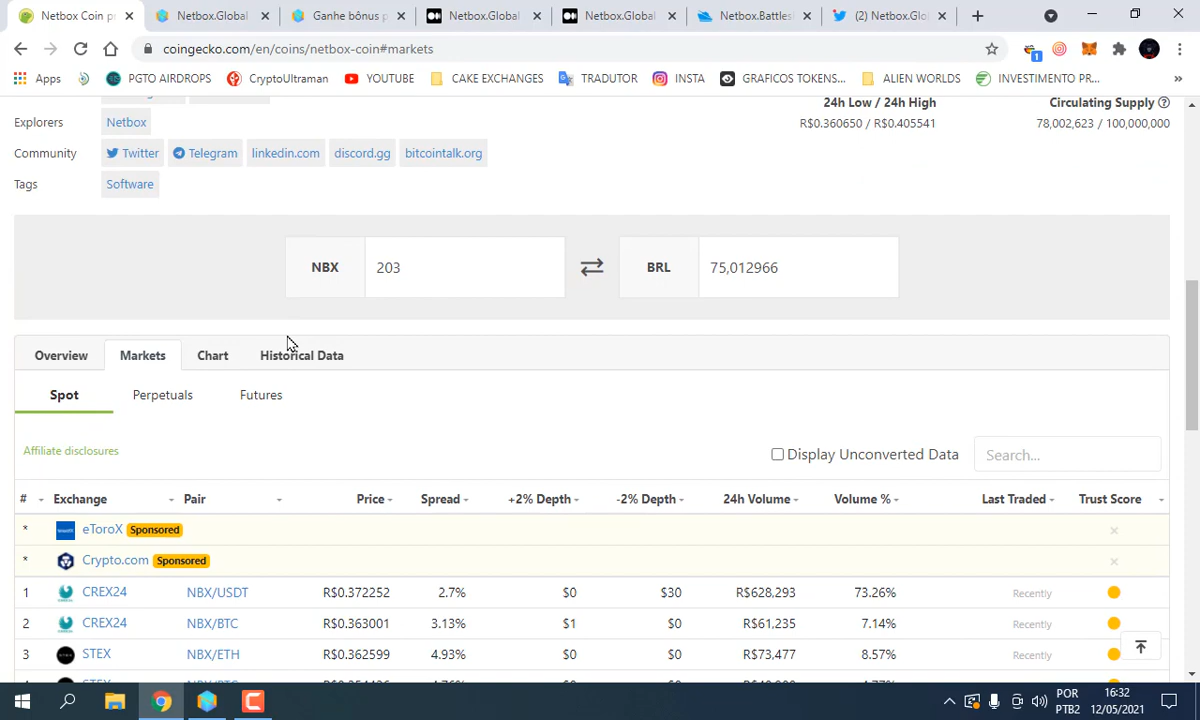 Netbox Coin p
Netbox.Global
Ganhe bônus p
Netbox.Global
Netbox.Global
Netbox.Battles
(2) Netbox.Glo
coingecko.com/en/coins/netbox-coin#markets
Apps
PGTO AIRDROPS
CryptoUltraman
YOUTUBE
CAKE EXCHANGES
TRADUTOR
INSTA
GRAFICOS TOKENS...
ALIEN WORLDS
INVESTIMENTO PR...
24h Low / 24h High
Circulating Supply
Explorers
Netbox
R$0.360650 / R$0.405541
78,002,623 / 100,000,000
Community
Twitter
Telegram
linkedin.com
discord.gg
bitcointalk.org
Tags
Software
NBX
203
BRL
75,012966
Overview
Markets
Chart
Historical Data
Spot
Perpetuals
Futures
Affiliate disclosures
Display Unconverted Data
Search...
# Exchange Pair Price Spread +2% Depth -2% Depth 24h Volume Volume % Last Traded Trust Score
* eToroX Sponsored
* Crypto.com Sponsored
1 CREX24 NBX/USDT R$0.372252 2.7% $0 $30 R$628,293 73.26% Recently
2 CREX24 NBX/BTC R$0.363001 3.13% $1 $0 R$61,235 7.14% Recently
3 STEX NBX/ETH R$0.362599 4.93% $0 $0 R$73,477 8.57% Recently
POR
PTB2
16:32
12/05/2021